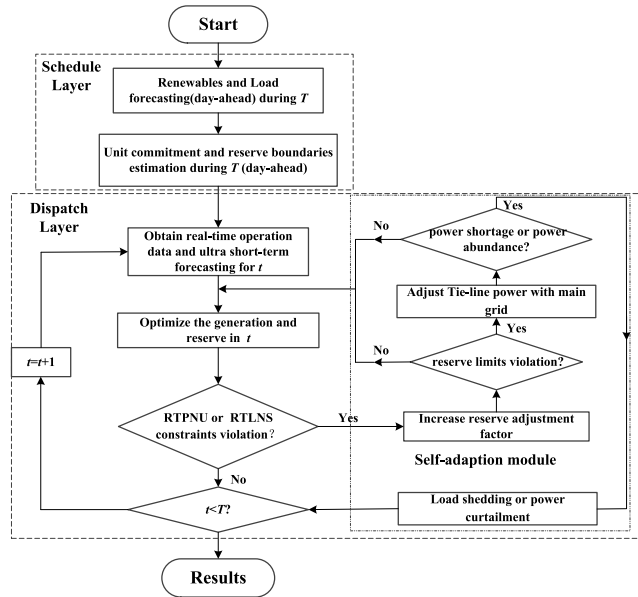 Start
Schedule
Layer
Renewables and Load
forecasting(day-ahead) during T
Unit commitment and reserve boundaries
estimation during T (day-ahead)
Dispatch
Layer
Obtain real-time operation
data and ultra short-term
forecasting for t
Optimize the generation and
reserve in t
t=t+1
RTPNU or RTLNS
constraints violation?
Yes
No
t<T?
Results
Yes
No
power shortage or power
abundance?
Adjust Tie-line power with main
grid
Yes
No
reserve limits violation?
Increase reserve adjustment
factor
Self-adaption module
Load shedding or power
curtailment